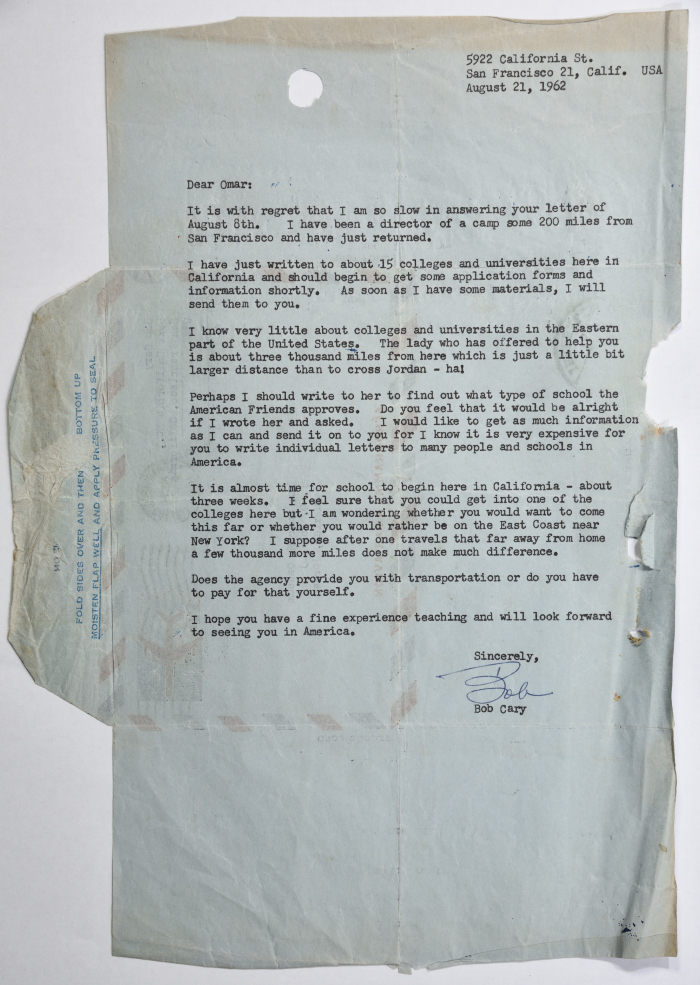 5922 California St.
San Francisco 21, Calif.  USA
August 21, 1962
Dear Omar:
It is with regret that I am so slow in answering your letter of
August 8th.   I have been a director of a camp some 200 miles from
San Francisco and have just returned.
I have just written to about 15 colleges and universities here in
California and should begin to get some application forms and
information shortly.   As soon as I have some materials, I will
send them to you.
I know very little about colleges and universities in the Eastern
part of the United States.   The lady who has offered to help you
is about three thousand miles from here which is just a little bit
larger distance than to cross Jordan - ha!
Perhaps I should write to her to find out what type of school the
American Friends approves.   Do you feel that it would be alright
if I wrote her and asked.   I would like to get as much information
as I can and send it on to you for I know it is very expensive for
you to write individual letters to many people and schools in
America.
It is almost time for school to begin here in California - about
three weeks.   I feel sure that you could get into one of the
colleges here but I am wondering whether you would want to come
this far or whether you would rather be on the East Coast near
New York?   I suppose after one travels that far away from home
a few thousand more miles does not make much difference.
Does the agency provide you with transportation or do you have
to pay for that yourself.
I hope you have a fine experience teaching and will look forward
to seeing you in America.
Sincerely,
Bob
Bob Cary
FOLD SIDES OVER AND THEN BOTTOM UP
MOISTEN FLAP WELL AND APPLY PRESSURE TO SEAL